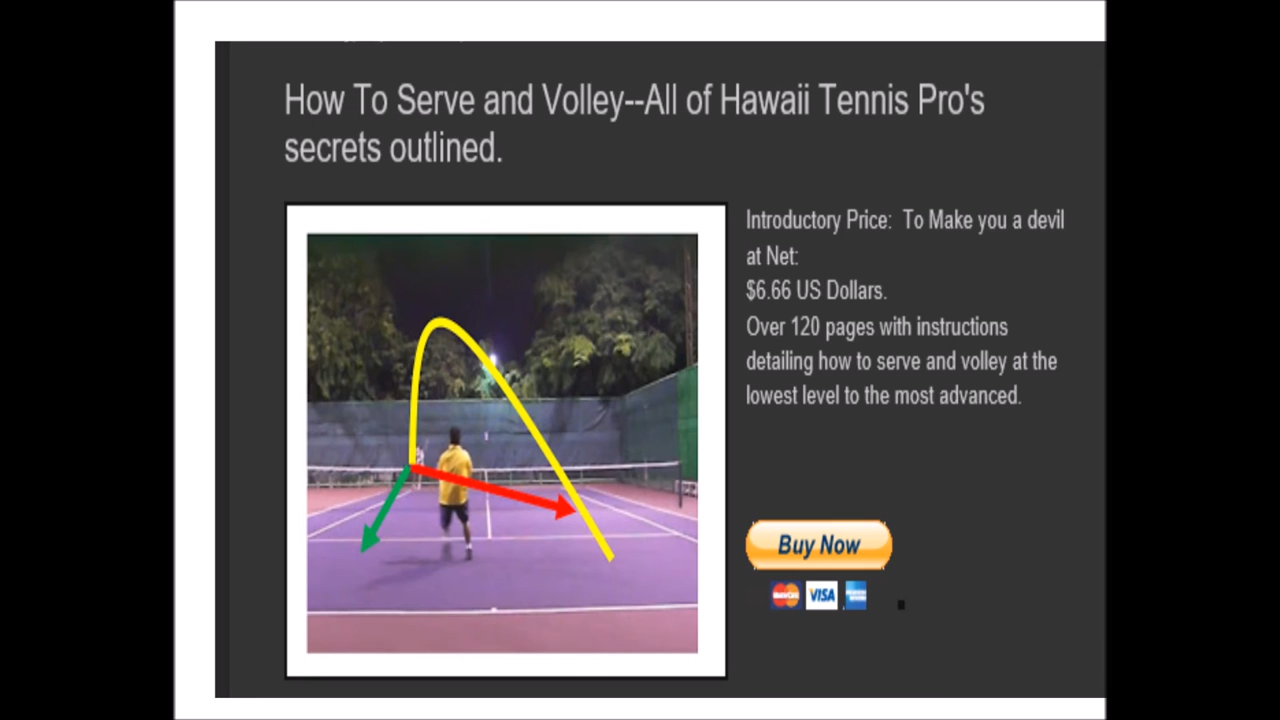 How To Serve and Volley--All of Hawaii Tennis Pro's
secrets outlined.
Introductory Price:  To Make you a devil
at Net:
$6.66 US Dollars.
Over 120 pages with instructions
detailing how to serve and volley at the
lowest level to the most advanced.
Buy Now
MasterCard VISA